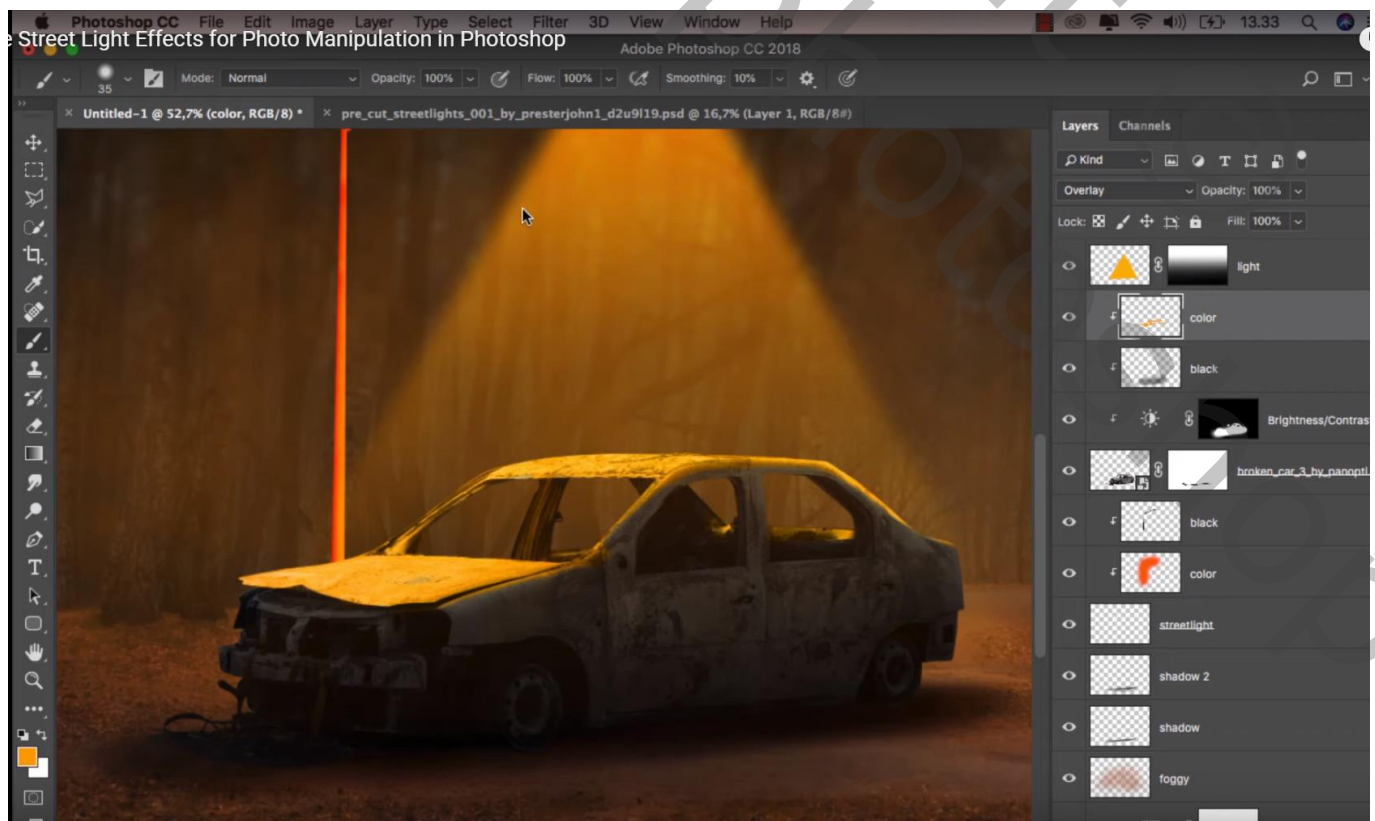 Photoshop CC File Edit Image Layer Type Select Filter 3D View Window Help 13.33
Street Light Effects for Photo Manipulation in Photoshop
Adobe Photoshop CC 2018
35 Mode: Normal Opacity: 100% Flow: 100% Smoothing: 10%
Untitled-1 @ 52,7% (color, RGB/8) * pre_cut_streetlights_001_by_presterjohn1_d2u9l19.psd @ 16,7% (Layer 1, RGB/8#)
Layers Channels
Kind
Overlay Opacity: 100%
Lock: Fill: 100%
light
color
black
Brightness/Contras
broken_car_3_by_panopti
black
color
streetlight
shadow 2
shadow
foggy